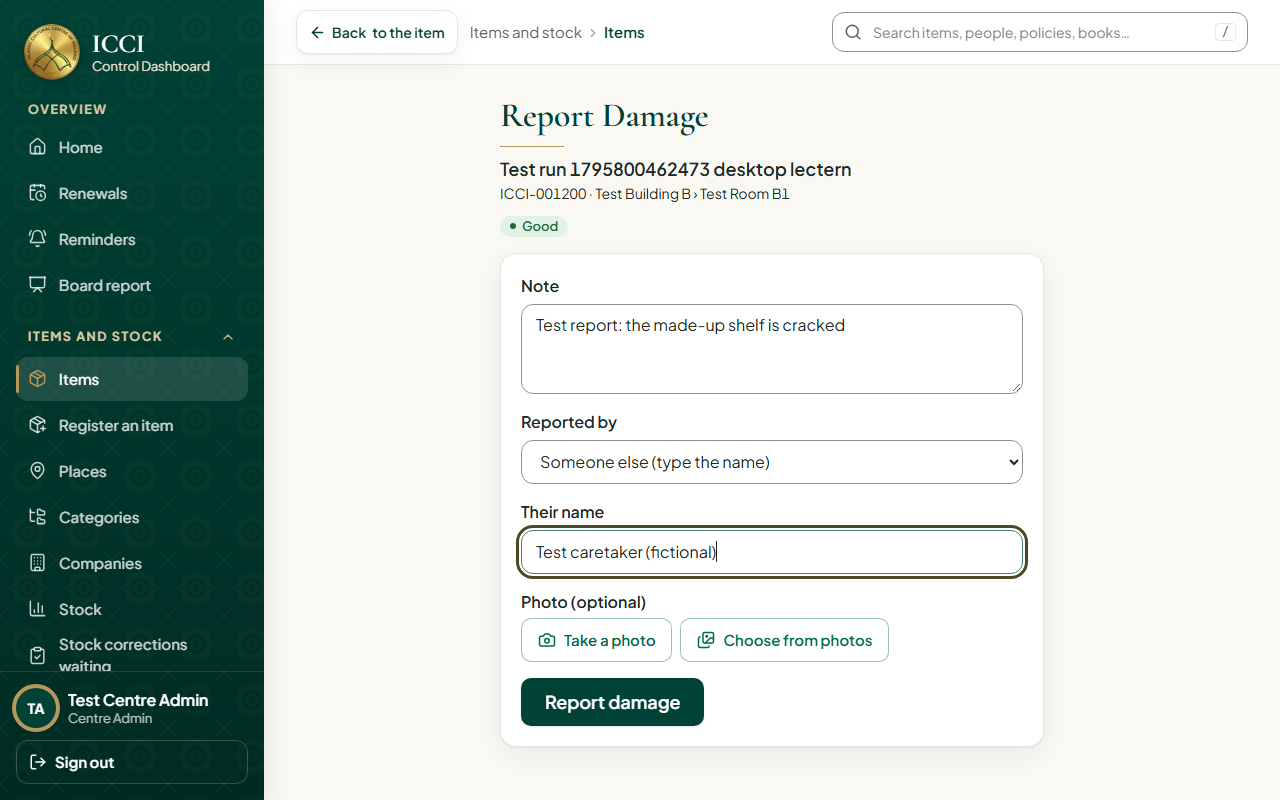 ICCI
Control Dashboard
OVERVIEW
Home
Renewals
Reminders
Board report
ITEMS AND STOCK
Items
Register an item
Places
Categories
Companies
Stock
Stock corrections
waiting
TA
Test Centre Admin
Centre Admin
Sign out
Back to the item
Items and stock › Items
Search items, people, policies, books…
/
Report Damage
Test run 1795800462473 desktop lectern
ICCI-001200 · Test Building B › Test Room B1
Good
Note
Test report: the made-up shelf is cracked
Reported by
Someone else (type the name)
Their name
Test caretaker (fictional)
Photo (optional)
Take a photo
Choose from photos
Report damage